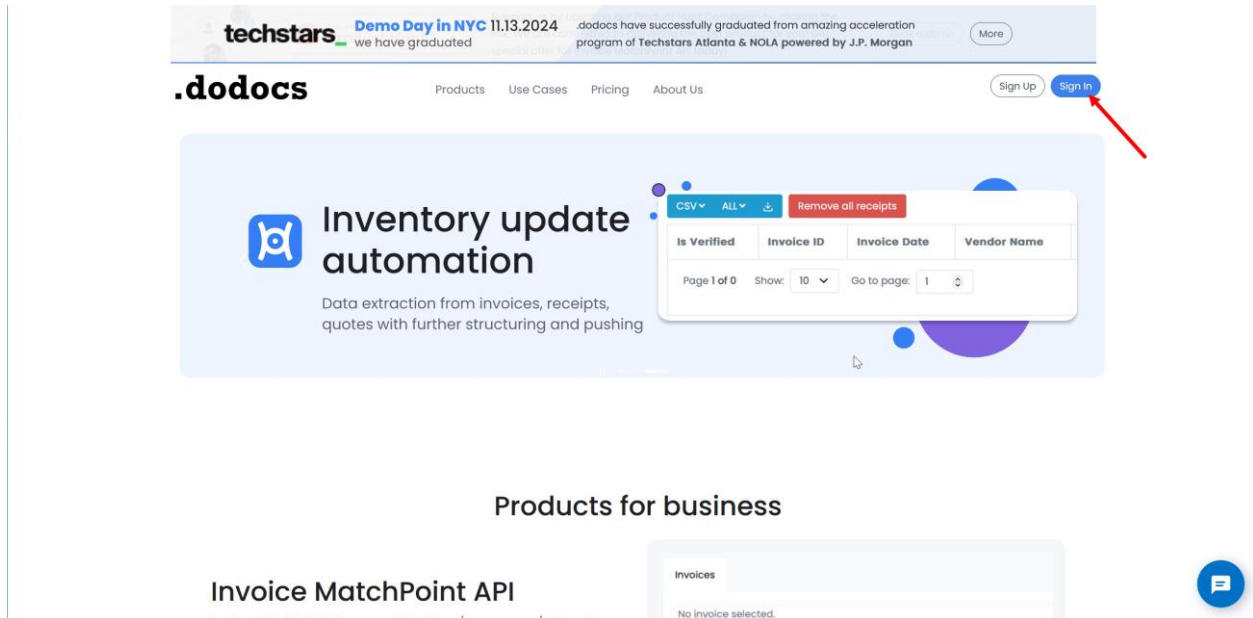 techstars_
Demo Day in NYC 11.13.2024
we have graduated
.dodocs have successfully graduated from amazing acceleration
program of Techstars Atlanta & NOLA powered by J.P. Morgan
More
.dodocs
Products Use Cases Pricing About Us
Sign Up Sign In
Inventory update
automation
Data extraction from invoices, receipts,
quotes with further structuring and pushing
CSV ALL Remove all receipts
Is Verified Invoice ID Invoice Date Vendor Name
Page 1 of 0 Show: 10 Go to page: 1
Products for business
Invoice MatchPoint API
Invoices
No invoice selected.